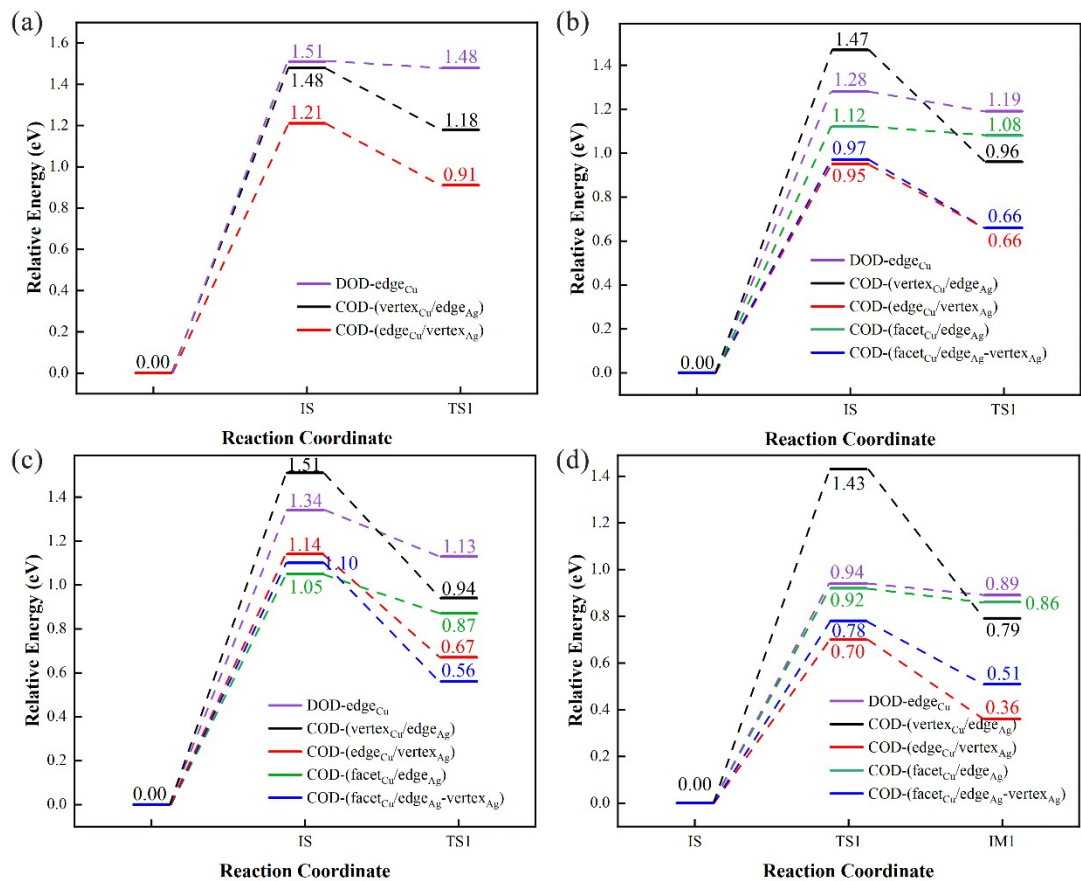 (a)
Relative Energy (eV)
1.6
1.4
1.2
1.0
0.8
0.6
0.4
0.2
0.0
1.51
1.48
1.48
1.21
1.18
0.91
0.00
DOD-edgeCu
COD-(vertexCu/edgeAg)
COD-(edgeCu/vertexAg)
IS
TS1
Reaction Coordinate
(b)
Relative Energy (eV)
1.4
1.2
1.0
0.8
0.6
0.4
0.2
0.0
1.47
1.28
1.19
1.12
1.08
0.97
0.96
0.95
0.66
0.66
0.00
DOD-edgeCu
COD-(vertexCu/edgeAg)
COD-(edgeCu/vertexAg)
COD-(facetCu/edgeAg)
COD-(facetCu/edgeAg-vertexAg)
IS
TS1
Reaction Coordinate
(c)
Relative Energy (eV)
1.4
1.2
1.0
0.8
0.6
0.4
0.2
0.0
1.51
1.34
1.14
1.13
1.10
1.05
0.94
0.87
0.67
0.56
0.00
DOD-edgeCu
COD-(vertexCu/edgeAg)
COD-(edgeCu/vertexAg)
COD-(facetCu/edgeAg)
COD-(facetCu/edgeAg-vertexAg)
IS
TS1
Reaction Coordinate
(d)
Relative Energy (eV)
1.4
1.2
1.0
0.8
0.6
0.4
0.2
0.0
1.43
0.94
0.92
0.89
0.86
0.79
0.78
0.70
0.51
0.36
0.00
DOD-edgeCu
COD-(vertexCu/edgeAg)
COD-(edgeCu/vertexAg)
COD-(facetCu/edgeAg)
COD-(facetCu/edgeAg-vertexAg)
IS
TS1
IM1
Reaction Coordinate